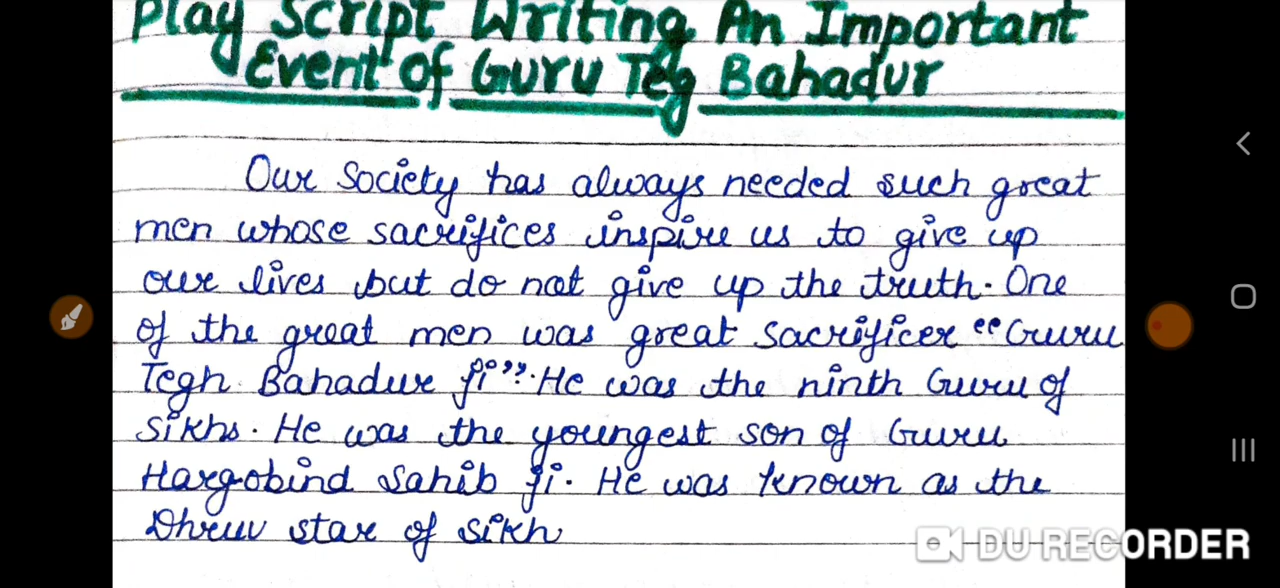 Play Script Writing An Important
Event of Guru Teg Bahadur
Our Society has always needed such great
men whose sacrifices inspire us to give up
our lives but do not give up the truth. One
of the great men was great sacrificer "Guru
Tegh Bahadur ji". He was the ninth Guru of
Sikhs. He was the youngest son of Guru
Hargobind Sahib ji. He was known as the
Dhruv star of Sikh
DU RECORDER